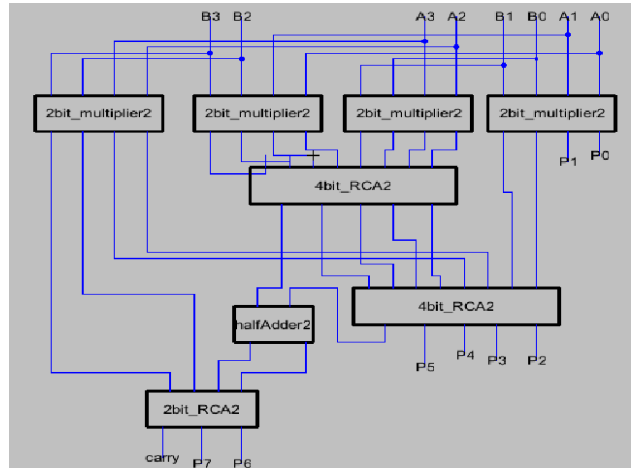 B3 B2 A3 A2 B1 B0 A1 A0
2bit_multiplier2 2bit_multiplier2 2bit_multiplier2 2bit_multiplier2
P1 P0
4bit_RCA2
4bit_RCA2
halfAdder2
P5 P4 P3 P2
2bit_RCA2
carry P7 P6